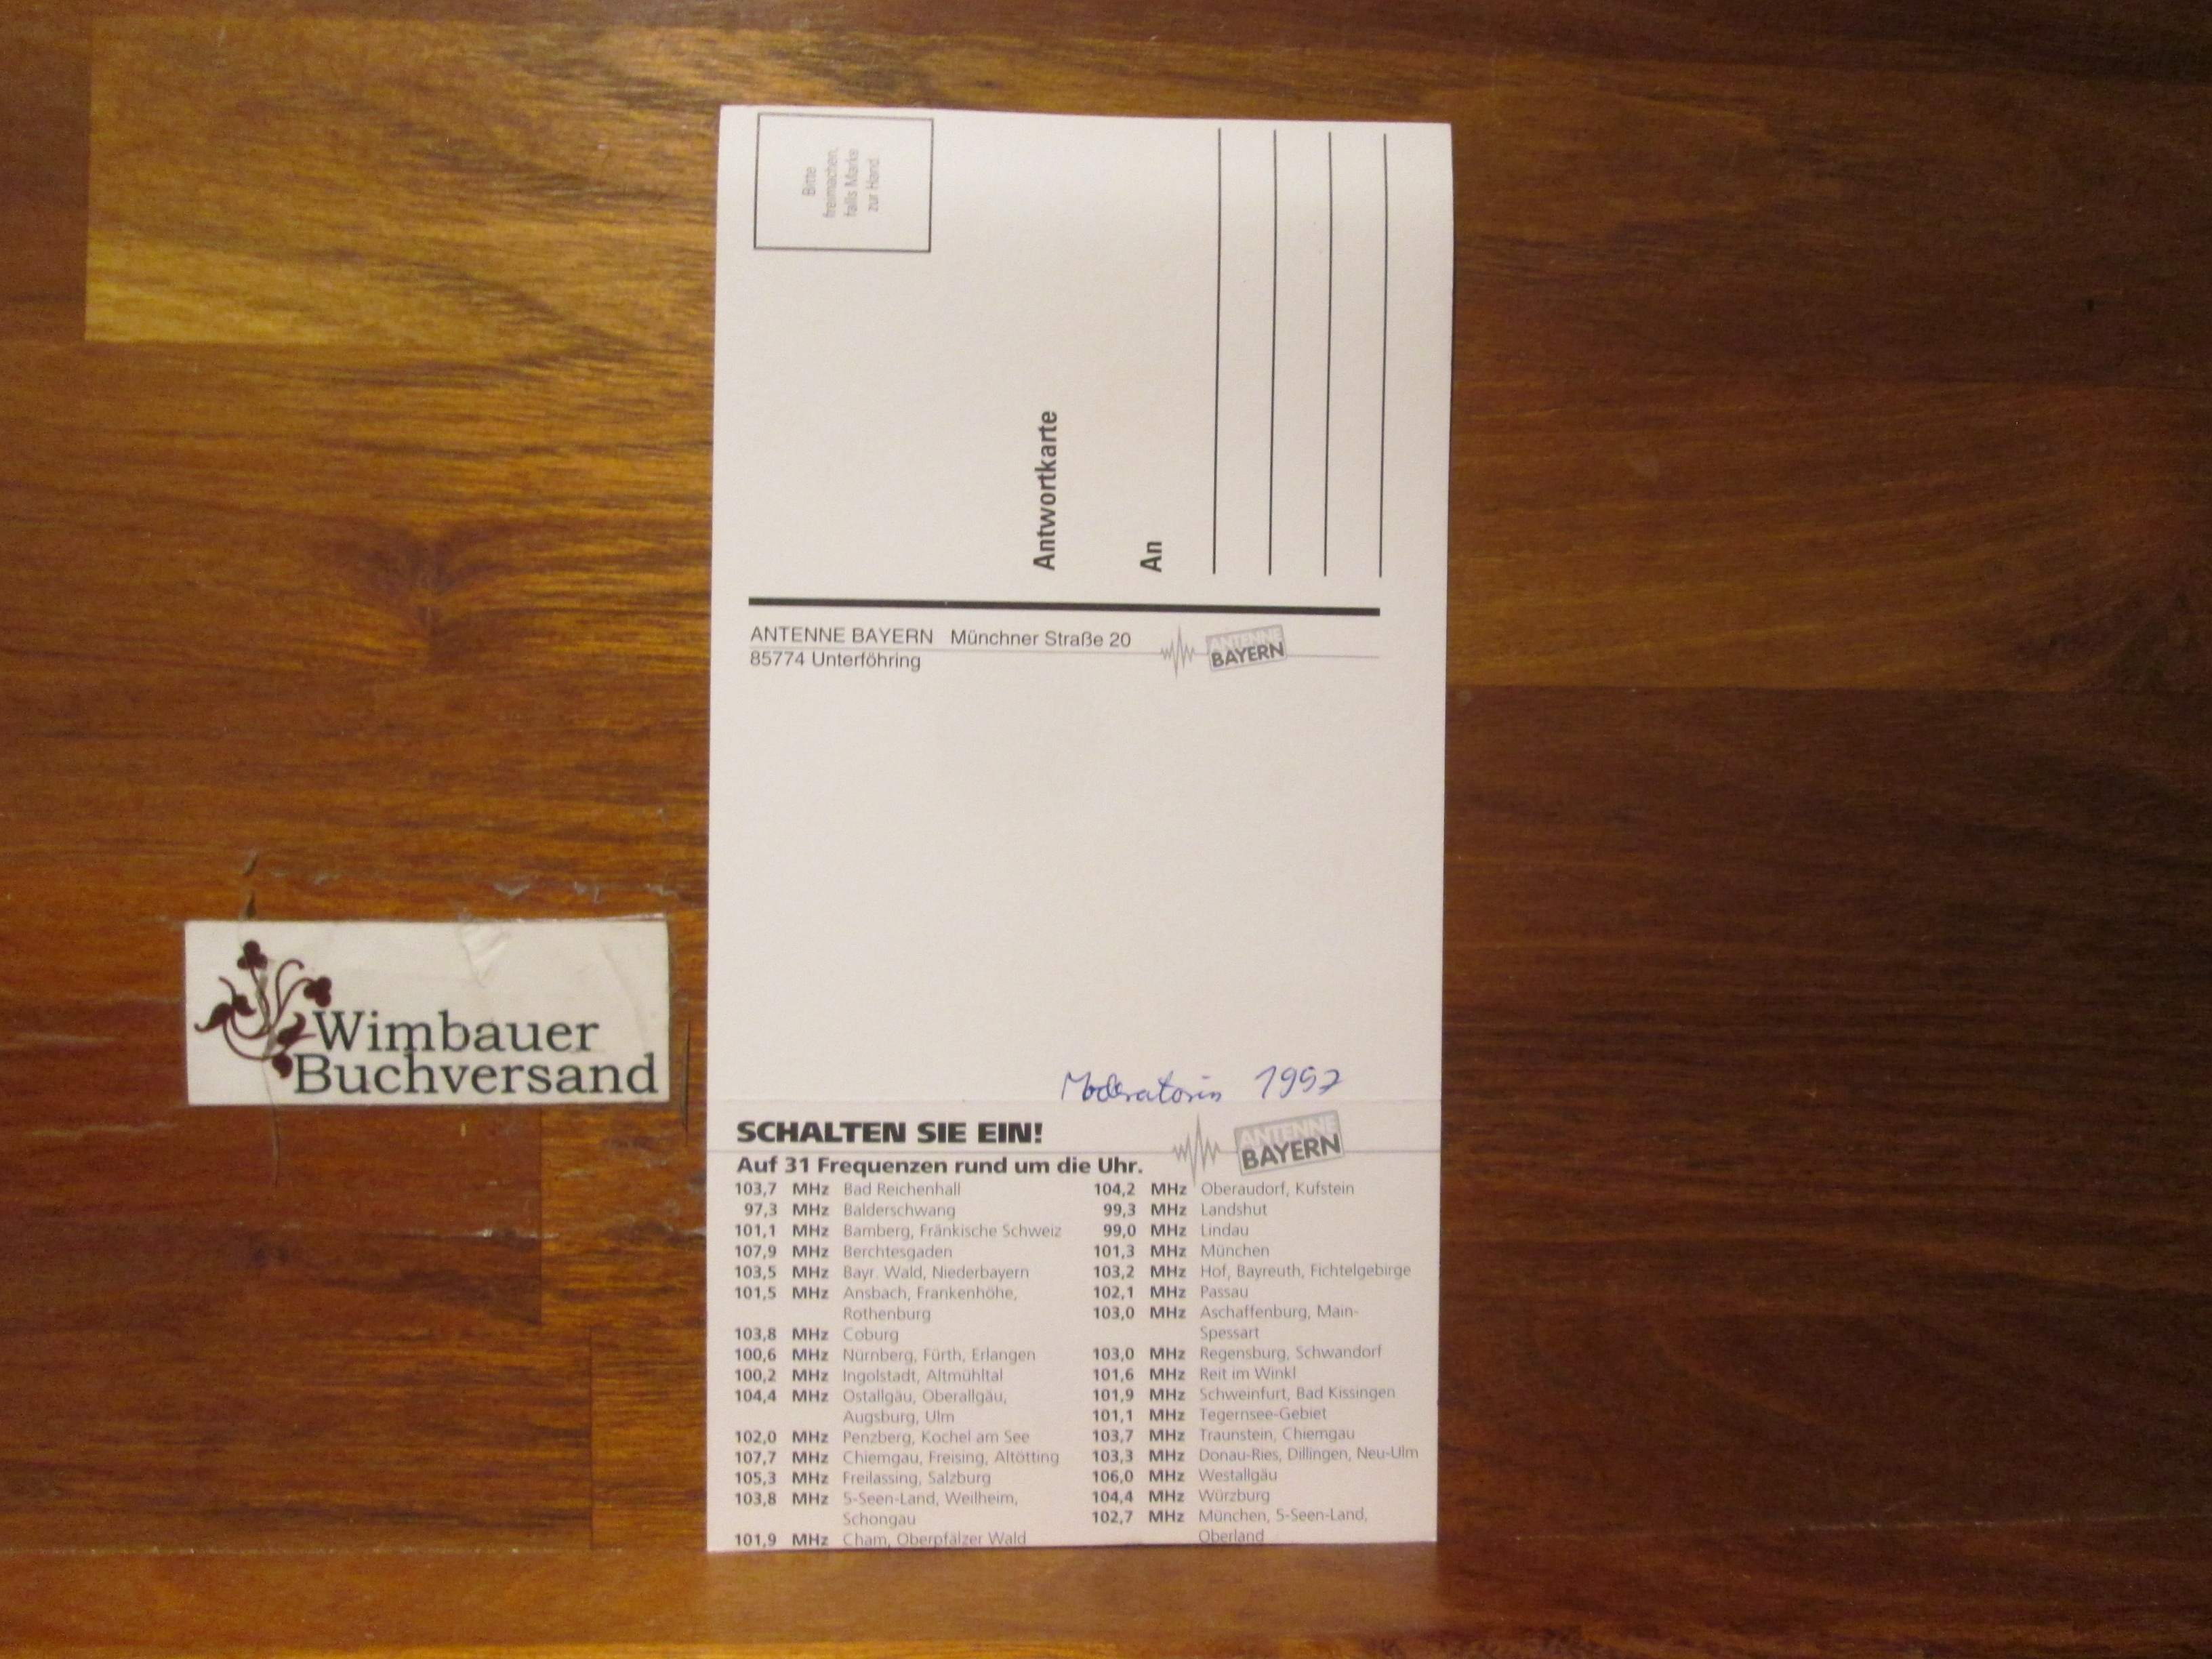 Bitte
freimachen,
falls Marke
zur Hand.
Antwortkarte
An
ANTENNE BAYERN Münchner Straße 20
85774 Unterföhring
ANTENNE
BAYERN
Wimbauer
Buchversand
Moderatorin 1997
SCHALTEN SIE EIN!
ANTENNE
BAYERN
Auf 31 Frequenzen rund um die Uhr.
103,7 MHz Bad Reichenhall
97,3 MHz Balderschwang
101,1 MHz Bamberg, Fränkische Schweiz
107,9 MHz Berchtesgaden
103,5 MHz Bayr. Wald, Niederbayern
101,5 MHz Ansbach, Frankenhöhe,
Rothenburg
103,8 MHz Coburg
100,6 MHz Nürnberg, Fürth, Erlangen
100,2 MHz Ingolstadt, Altmühltal
104,4 MHz Ostallgäu, Oberallgäu,
Augsburg, Ulm
102,0 MHz Penzberg, Kochel am See
107,7 MHz Chiemgau, Freising, Altötting
105,3 MHz Freilassing, Salzburg
103,8 MHz 5-Seen-Land, Weilheim,
Schongau
101,9 MHz Cham, Oberpfälzer Wald
104,2 MHz Oberaudorf, Kufstein
99,3 MHz Landshut
99,0 MHz Lindau
101,3 MHz München
103,2 MHz Hof, Bayreuth, Fichtelgebirge
102,1 MHz Passau
103,0 MHz Aschaffenburg, Main-
Spessart
103,0 MHz Regensburg, Schwandorf
101,6 MHz Reit im Winkl
101,9 MHz Schweinfurt, Bad Kissingen
101,1 MHz Tegernsee-Gebiet
103,7 MHz Traunstein, Chiemgau
103,3 MHz Donau-Ries, Dillingen, Neu-Ulm
106,0 MHz Westallgäu
104,4 MHz Würzburg
102,7 MHz München, 5-Seen-Land,
Oberland